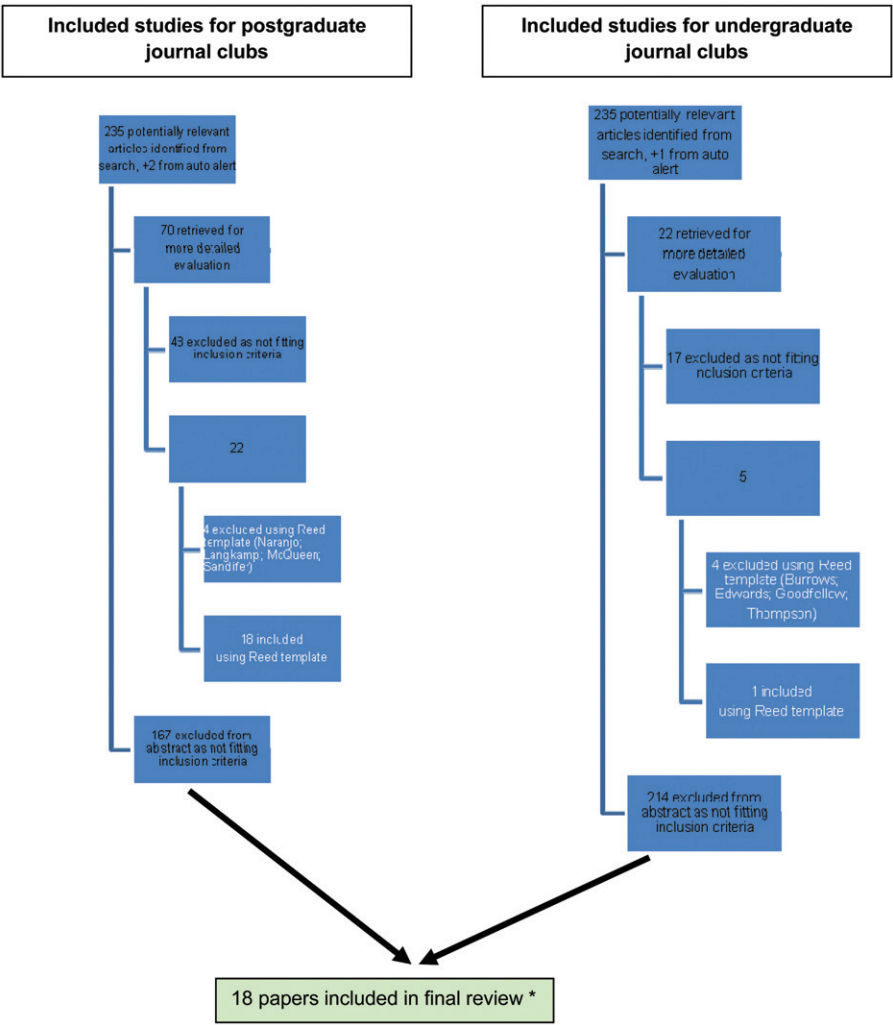 Included studies for postgraduate
journal clubs
235 potentially relevant
articles identified from
search, +2 from auto
alert
70 retrieved for
more detailed
evaluation
43 excluded as not fitting
inclusion criteria
22
4 excluded using Reed
template (Naranjo;
Langkamp; McQueen;
Sandifer)
18 included
using Reed template
167 excluded from
abstract as not fitting
inclusion criteria
Included studies for undergraduate
journal clubs
235 potentially relevant
articles identified from
search, +1 from auto
alert
22 retrieved for
more detailed
evaluation
17 excluded as not fitting
nclusion criteria
5
4 excluded using Reed
template (Burrows;
Edwards; Goodfellow;
Thompson)
1 included
using Reed template
214 excluded from
abstract as not fitting
inclusion criteria
18 papers included in final review *